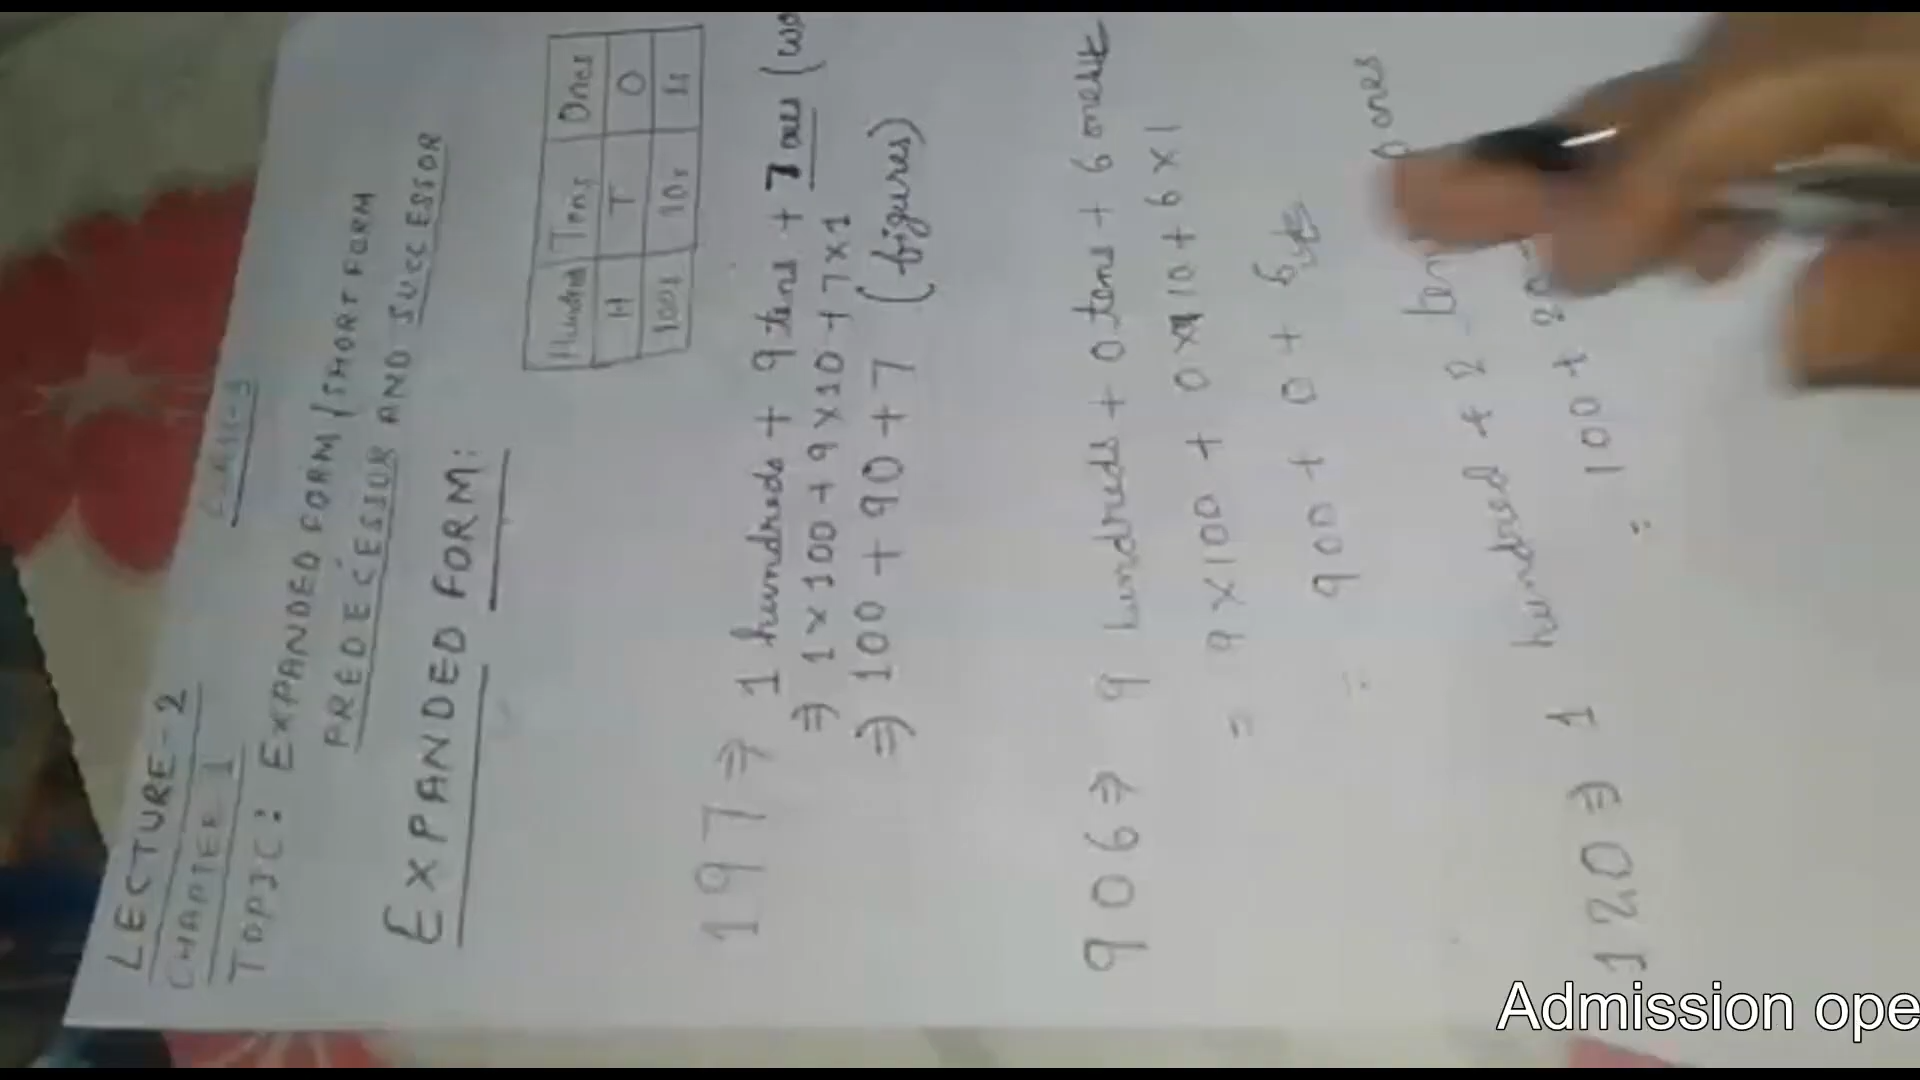 LECTURE-2
CHAPTER 1
TOPIC: EXPANDED FORM / SHORT FORM
PREDECESSUR AND SUCCESSOR
EXPANDED FORM:
Hundred Tens Ones
H T O
100s 10s 1s
197 ⇒ 1 hundreds + 9 tens + 7 ones
⇒ 1×100 + 9×10 + 7×1
⇒ 100 + 90 + 7 (figures)
906 ⇒ 9 hundreds + 0 tens + 6 ones
= 9×100 + 0×10 + 6×1
= 900 + 0 + 6
120 ⇒ 1 hundred + 2 ones
= 100 +
Admission ope